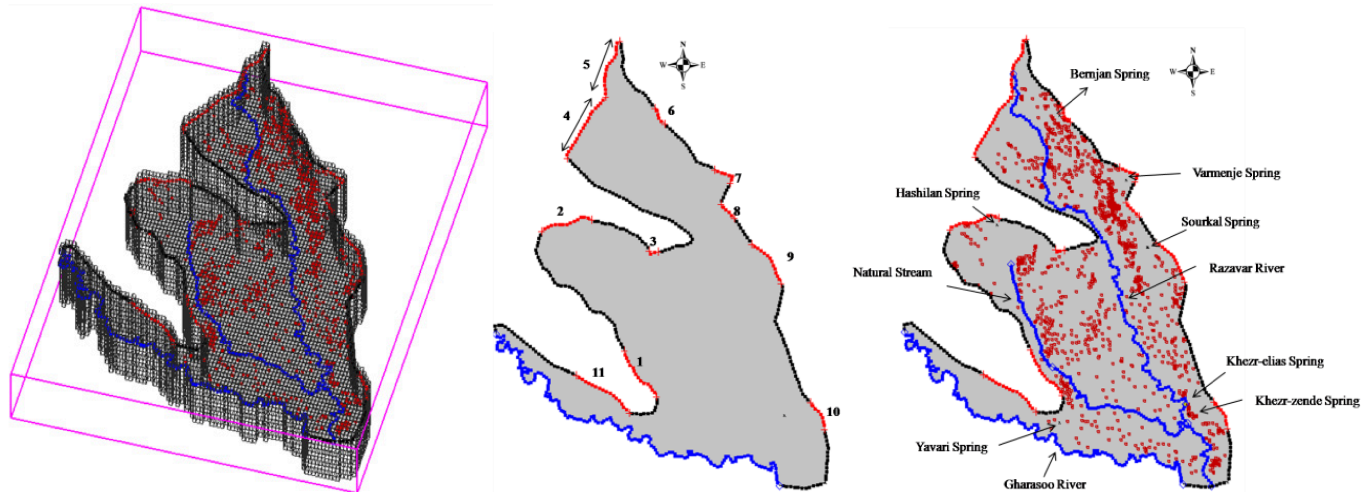 N
W E
S
5
4
6
7
8
2
3
9
1
11
10
N
W E
S
Bernjan Spring
Varmenje Spring
Hashilan Spring
Sourkal Spring
Natural Stream
Razavar River
Khezr-elias Spring
Khezr-zende Spring
Yavari Spring
Gharasoo River